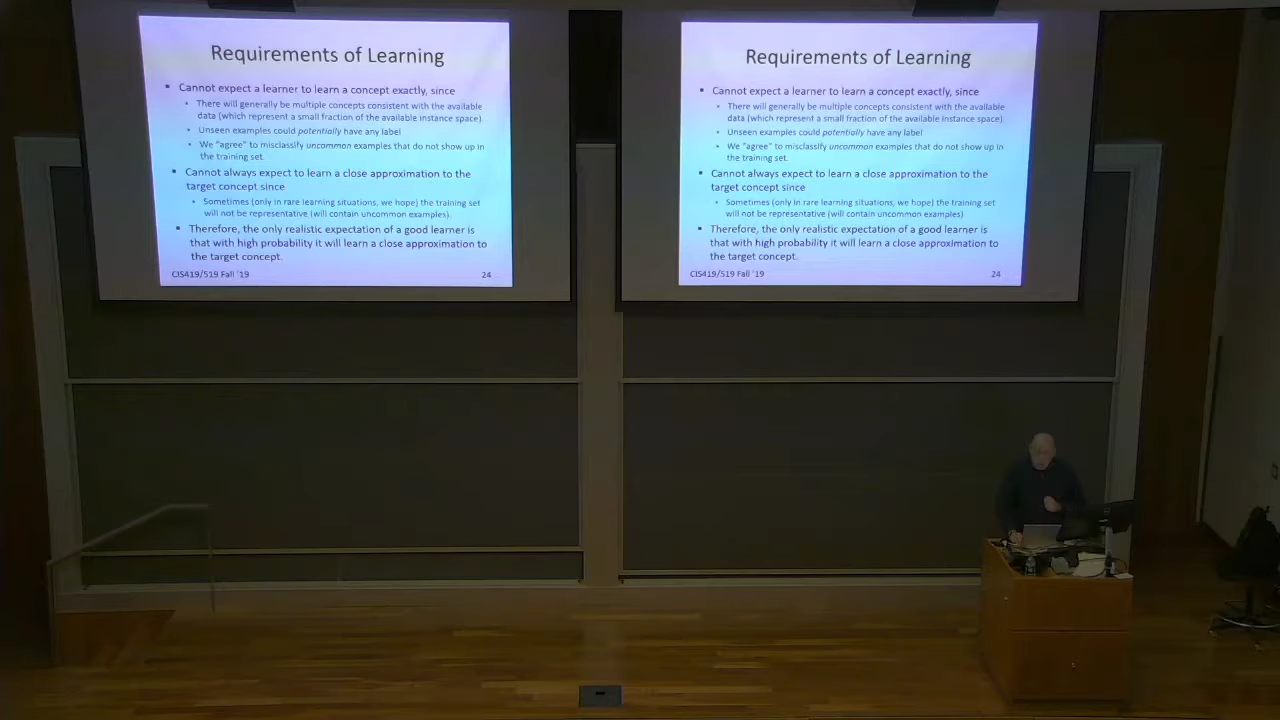 Requirements of Learning
▪ Cannot expect a learner to learn a concept exactly, since
• There will generally be multiple concepts consistent with the available
data (which represent a small fraction of the available instance space).
• Unseen examples could potentially have any label
• We “agree” to misclassify uncommon examples that do not show up in
the training set.
• Cannot always expect to learn a close approximation to the
target concept since
• Sometimes (only in rare learning situations, we hope) the training set
will not be representative (will contain uncommon examples).
• Therefore, the only realistic expectation of a good learner is
that with high probability it will learn a close approximation to
the target concept.
CIS419/519 Fall ’19
24
Requirements of Learning
• Cannot expect a learner to learn a concept exactly, since
• There will generally be multiple concepts consistent with the available
data (which represent a small fraction of the available instance space).
• Unseen examples could potentially have any label
• We “agree” to misclassify uncommon examples that do not show up in
the training set.
• Cannot always expect to learn a close approximation to the
target concept since
• Sometimes (only in rare learning situations, we hope) the training set
will not be representative (will contain uncommon examples)
• Therefore, the only realistic expectation of a good learner is
that with high probability it will learn a close approximation to
the target concept.
CIS419/519 Fall ’19
24